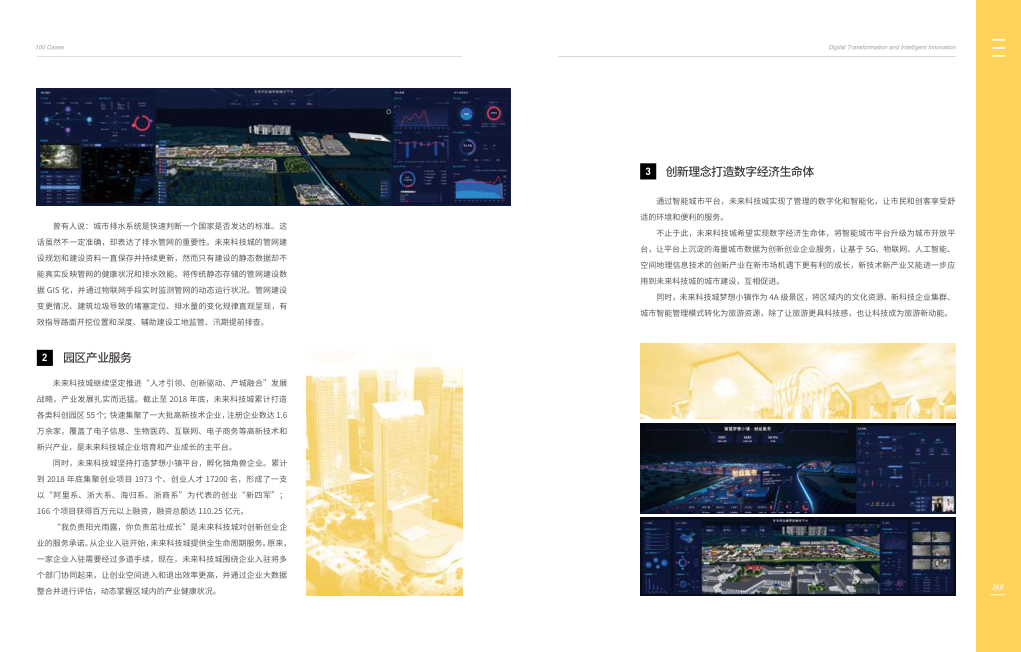 100 Cases
Digital Transformation and Intelligent Innovation
曾有人说：城市排水系统是快速判断一个国家是否发达的标准。这
话虽然不一定准确，却表达了排水管网的重要性。未来科技城的管网建
设规划和建设资料一直保存并持续更新，然而只有建设的静态数据却不
能真实反映管网的健康状况和排水效能。将传统静态存储的管网建设数
据 GIS 化，并通过物联网手段实时监测管网的动态运行状况。管网建设
变更情况、建筑垃圾导致的堵塞定位、排水量的变化规律直观呈现，有
效指导路面开挖位置和深度、辅助建设工地监管、汛期提前排查。
2 园区产业服务
未来科技城继续坚定推进“人才引领、创新驱动、产城融合”发展
战略，产业发展扎实而迅猛。截止至 2018 年底，未来科技城累计打造
各类科创园区 55 个；快速集聚了一大批高新技术企业，注册企业数达 1.6
万余家，覆盖了电子信息、生物医药、互联网、电子商务等高新技术和
新兴产业，是未来科技城企业培育和产业成长的主平台。
同时，未来科技城坚持打造梦想小镇平台，孵化独角兽企业。累计
到 2018 年底集聚创业项目 1973 个、创业人才 17200 名，形成了一支
以“阿里系、浙大系、海归系、浙商系”为代表的创业“新四军”；
166 个项目获得百万元以上融资，融资总额达 110.25 亿元。
“我负责阳光雨露，你负责茁壮成长”是未来科技城对创新创业企
业的服务承诺。从企业入驻开始，未来科技城提供全生命周期服务。原来，
一家企业入驻需要经过多道手续，现在，未来科技城围绕企业入驻将多
个部门协同起来，让创业空间进入和退出效率更高，并通过企业大数据
整合并进行评估，动态掌握区域内的产业健康状况。
3 创新理念打造数字经济生命体
通过智能城市平台，未来科技城实现了管理的数字化和智能化，让市民和创客享受舒
适的环境和便利的服务。
不止于此，未来科技城希望实现数字经济生命体，将智能城市平台升级为城市开放平
台，让平台上沉淀的海量城市数据为创新创业企业服务，让基于 5G、物联网、人工智能、
空间地理信息技术的创新产业在新市场机遇下更有利的成长，新技术新产业又能进一步应
用到未来科技城的城市建设，互相促进。
同时，未来科技城梦想小镇作为 4A 级景区，将区域内的文化资源、新科技企业集群、
城市智能管理模式转化为旅游资源，除了让旅游更具科技感，也让科技成为旅游新动能。
智慧梦想小镇·创业服务
创业集市
260